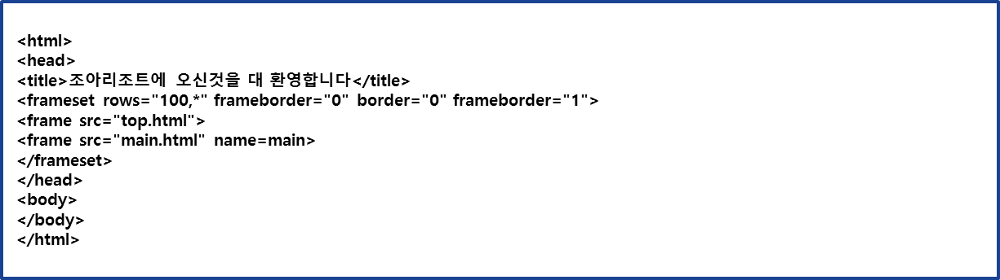 <html>
<head>
<title>조아리조트에 오신것을 대 환영합니다</title>
<frameset rows="100,*" frameborder="0" border="0" frameborder="1">
<frame src="top.html">
<frame src="main.html" name=main>
</frameset>
</head>
<body>
</body>
</html>